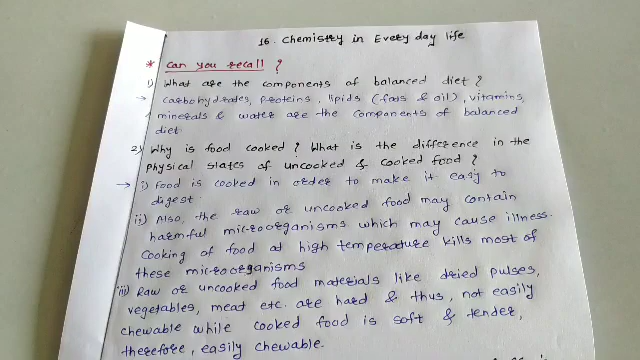 16. Chemistry in Every day life
* Can you recall ?
1) What are the components of balanced diet ?
→ Carbohydrates, proteins, lipids (fats & oil), vitamins,
minerals & water are the components of balanced
diet
2) Why is food cooked ? What is the difference in the
physical states of uncooked & cooked food ?
→ i) Food is cooked in order to make it easy to
digest.
ii) Also, the raw or uncooked food may contain
harmful microorganisms which may cause illness.
Cooking of food at high temperature kills most of
these microorganisms
iii) Raw or uncooked food materials like dried pulses,
vegetables, meat etc. are hard & thus, not easily
chewable while cooked food is soft & tender,
therefore, easily chewable.